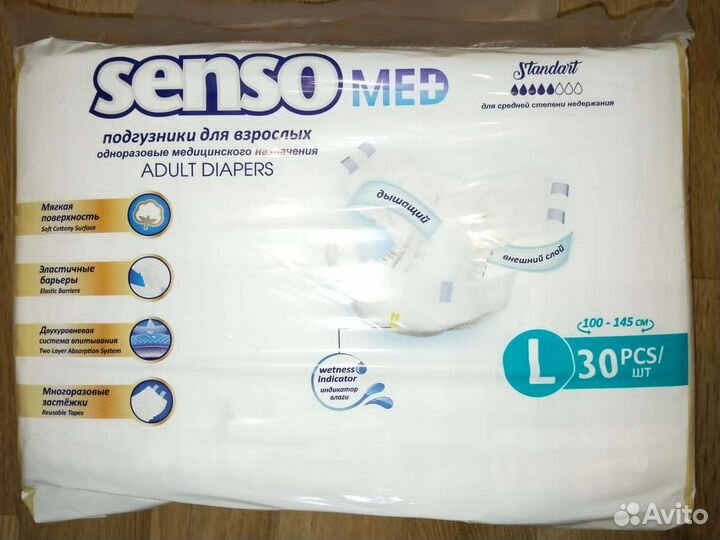 senso MED
Standart
для средней степени недержания
подгузники для взрослых
одноразовые медицинского назначения
ADULT DIAPERS
Мягкая
поверхность
Soft Cottony Surface
Эластичные
барьеры
Elastic Barriers
Двухуровневая
система впитывания
Two Layer Absorption System
Многоразовые
застёжки
Reusable Tapes
дышащий
внешний слой
wetness
indicator
индикатор
влаги
100 - 145 см
L 30 PCS/
шт
Avito